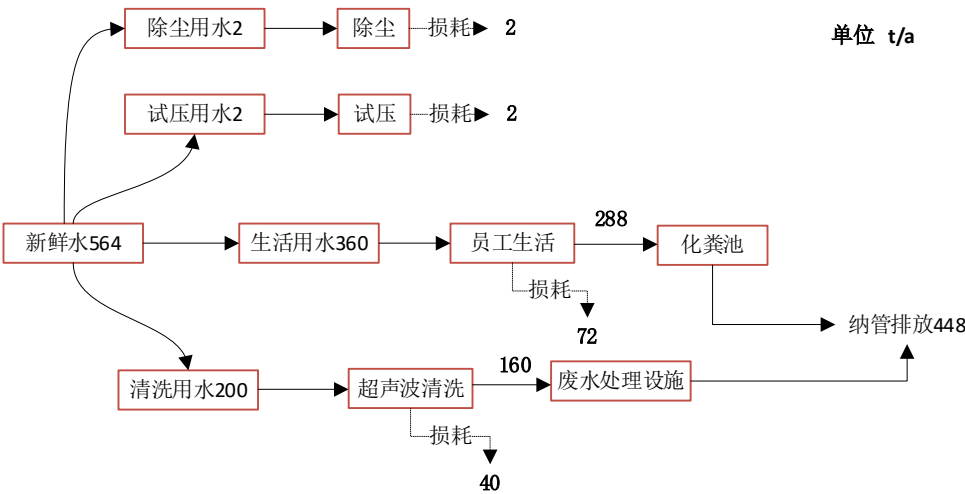 除尘用水2
除尘
损耗
2
单位 t/a
试压用水2
试压
损耗
2
新鲜水564
生活用水360
员工生活
288
化粪池
损耗
72
纳管排放448
清洗用水200
超声波清洗
160
废水处理设施
损耗
40